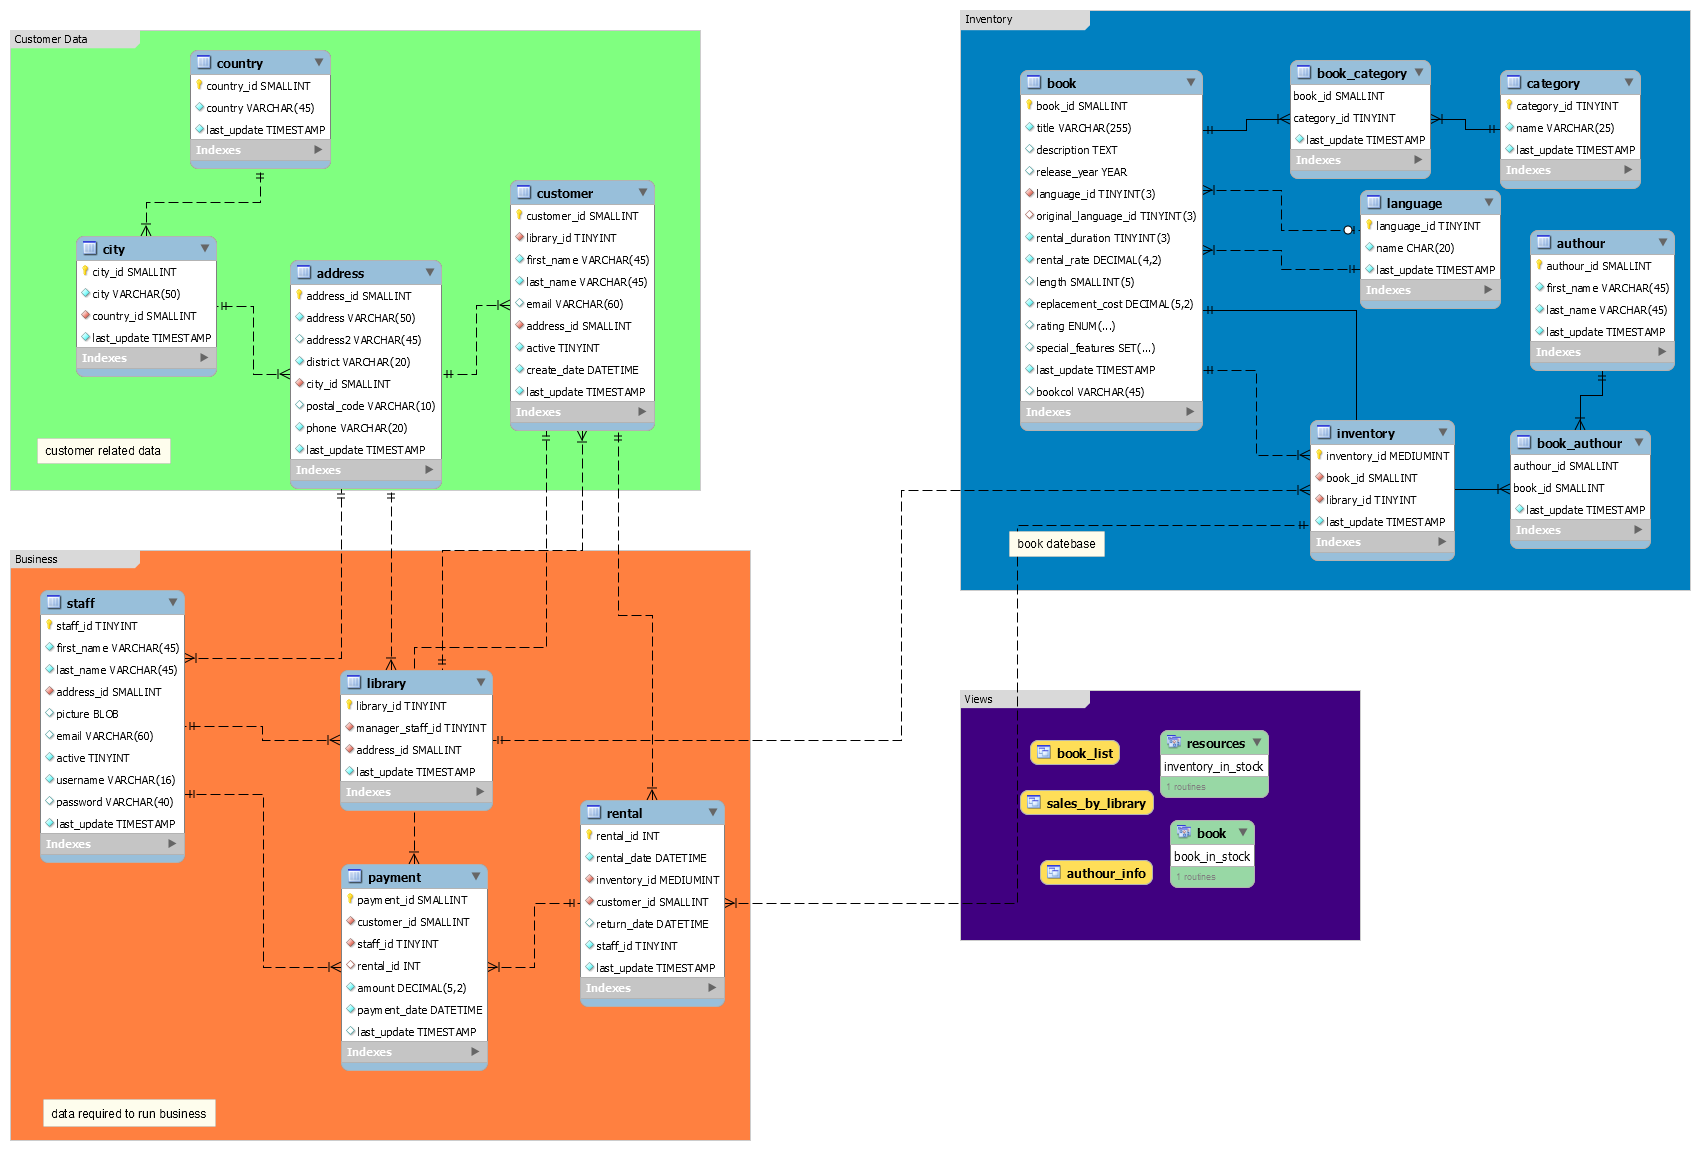 Customer Data
country
country_id SMALLINT
country VARCHAR(45)
last_update TIMESTAMP
Indexes
city
city_id SMALLINT
city VARCHAR(50)
country_id SMALLINT
last_update TIMESTAMP
Indexes
address
address_id SMALLINT
address VARCHAR(50)
address2 VARCHAR(45)
district VARCHAR(20)
city_id SMALLINT
postal_code VARCHAR(10)
phone VARCHAR(20)
last_update TIMESTAMP
Indexes
customer
customer_id SMALLINT
library_id TINYINT
first_name VARCHAR(45)
last_name VARCHAR(45)
email VARCHAR(60)
address_id SMALLINT
active TINYINT
create_date DATETIME
last_update TIMESTAMP
Indexes
customer related data
Inventory
book
book_id SMALLINT
title VARCHAR(255)
description TEXT
release_year YEAR
language_id TINYINT(3)
original_language_id TINYINT(3)
rental_duration TINYINT(3)
rental_rate DECIMAL(4,2)
length SMALLINT(5)
replacement_cost DECIMAL(5,2)
rating ENUM(...)
special_features SET(...)
last_update TIMESTAMP
bookcol VARCHAR(45)
Indexes
book_category
book_id SMALLINT
category_id TINYINT
last_update TIMESTAMP
Indexes
category
category_id TINYINT
name VARCHAR(25)
last_update TIMESTAMP
Indexes
language
language_id TINYINT
name CHAR(20)
last_update TIMESTAMP
Indexes
authour
authour_id SMALLINT
first_name VARCHAR(45)
last_name VARCHAR(45)
last_update TIMESTAMP
Indexes
inventory
inventory_id MEDIUMINT
book_id SMALLINT
library_id TINYINT
last_update TIMESTAMP
Indexes
book_authour
authour_id SMALLINT
book_id SMALLINT
last_update TIMESTAMP
Indexes
book datebase
Business
staff
staff_id TINYINT
first_name VARCHAR(45)
last_name VARCHAR(45)
address_id SMALLINT
picture BLOB
email VARCHAR(60)
active TINYINT
username VARCHAR(16)
password VARCHAR(40)
last_update TIMESTAMP
Indexes
library
library_id TINYINT
manager_staff_id TINYINT
address_id SMALLINT
last_update TIMESTAMP
Indexes
payment
payment_id SMALLINT
customer_id SMALLINT
staff_id TINYINT
rental_id INT
amount DECIMAL(5,2)
payment_date DATETIME
last_update TIMESTAMP
Indexes
rental
rental_id INT
rental_date DATETIME
inventory_id MEDIUMINT
customer_id SMALLINT
return_date DATETIME
staff_id TINYINT
last_update TIMESTAMP
Indexes
data required to run business
Views
book_list
sales_by_library
authour_info
resources
inventory_in_stock
1 routines
book
book_in_stock
1 routines